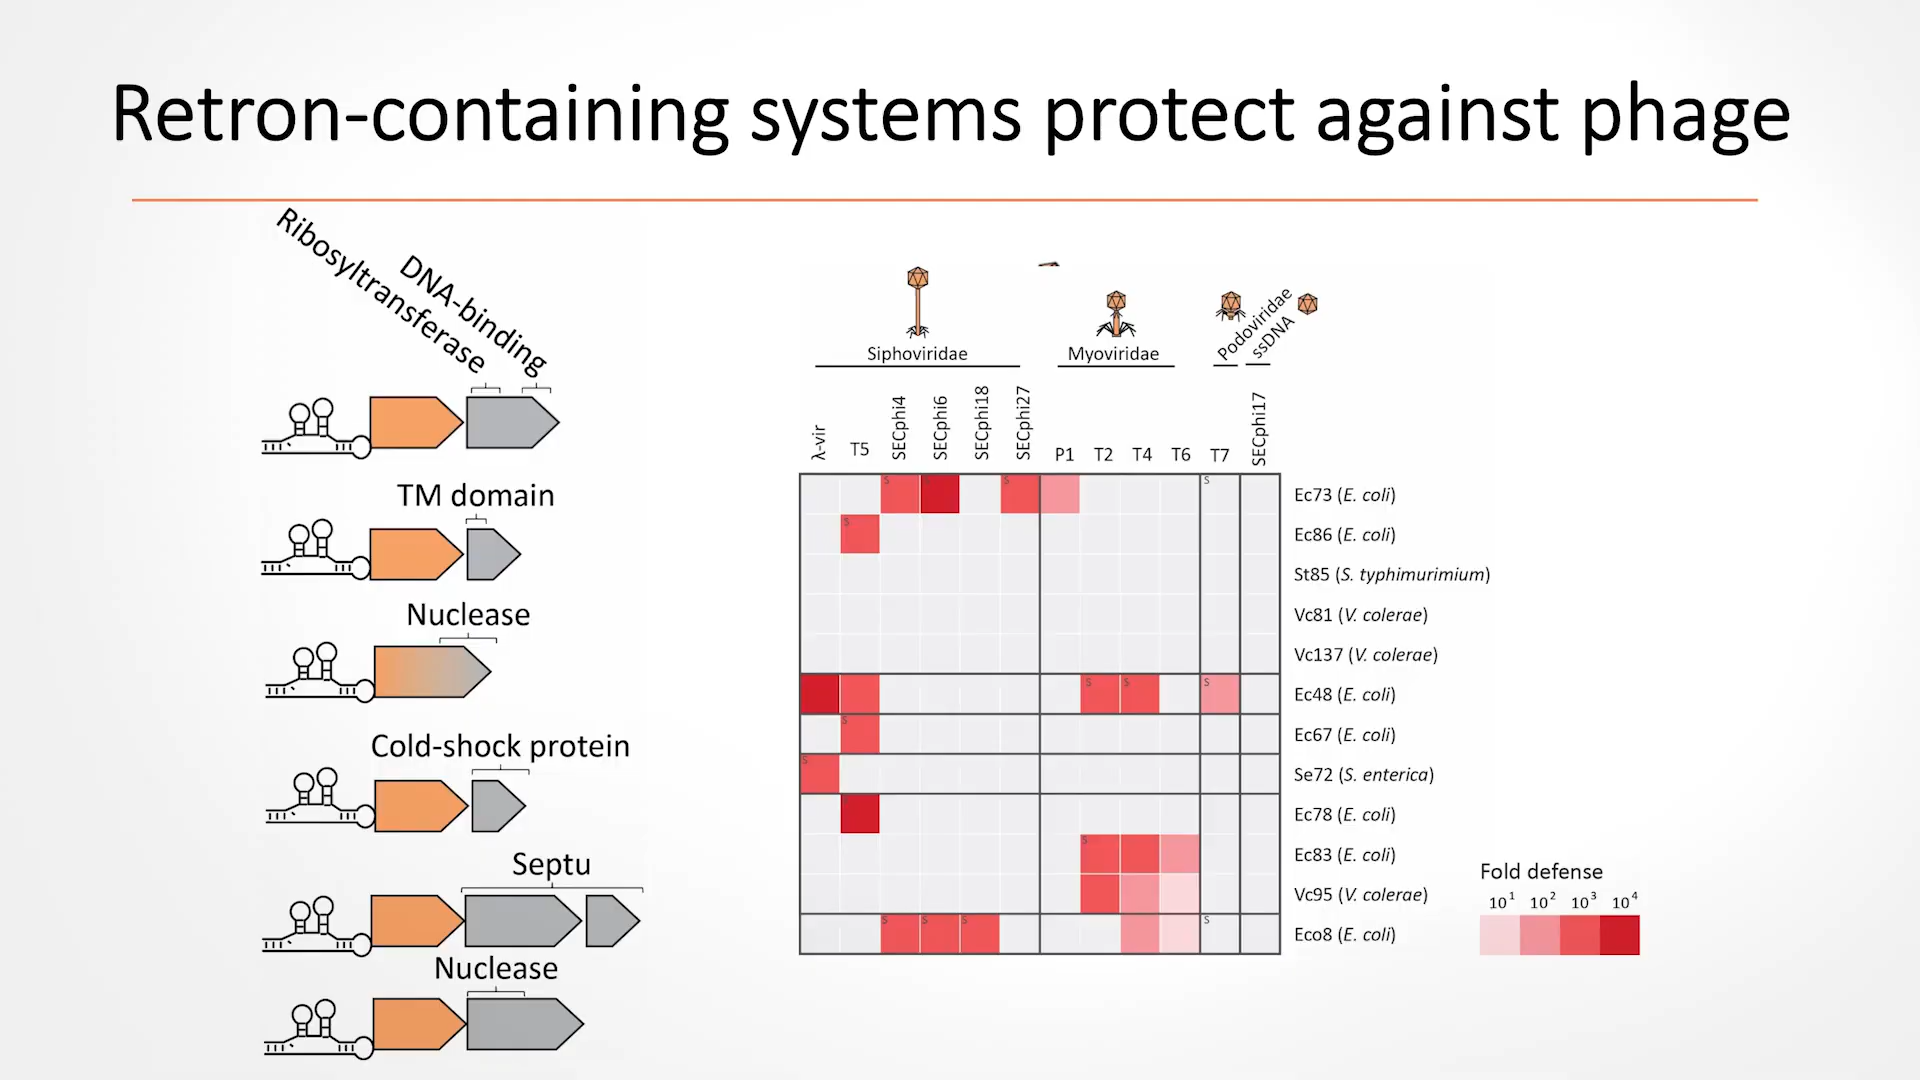 Retron-containing systems protect against phage
Ribosyltransferase
DNA-binding
TM domain
Nuclease
Cold-shock protein
Septu
Nuclease
Siphoviridae
Myoviridae
Podoviridae
ssDNA
λ-vir
T5
SECphi4
SECphi6
SECphi18
SECphi27
P1
T2
T4
T6
T7
SECphi17
S S S S Ec73 (E. coli)
S Ec86 (E. coli)
St85 (S. typhimurimium)
Vc81 (V. colerae)
Vc137 (V. colerae)
S S S Ec48 (E. coli)
S Ec67 (E. coli)
S Se72 (S. enterica)
Ec78 (E. coli)
S Ec83 (E. coli)
Vc95 (V. colerae)
S S S S Eco8 (E. coli)
Fold defense
10¹ 10² 10³ 10⁴